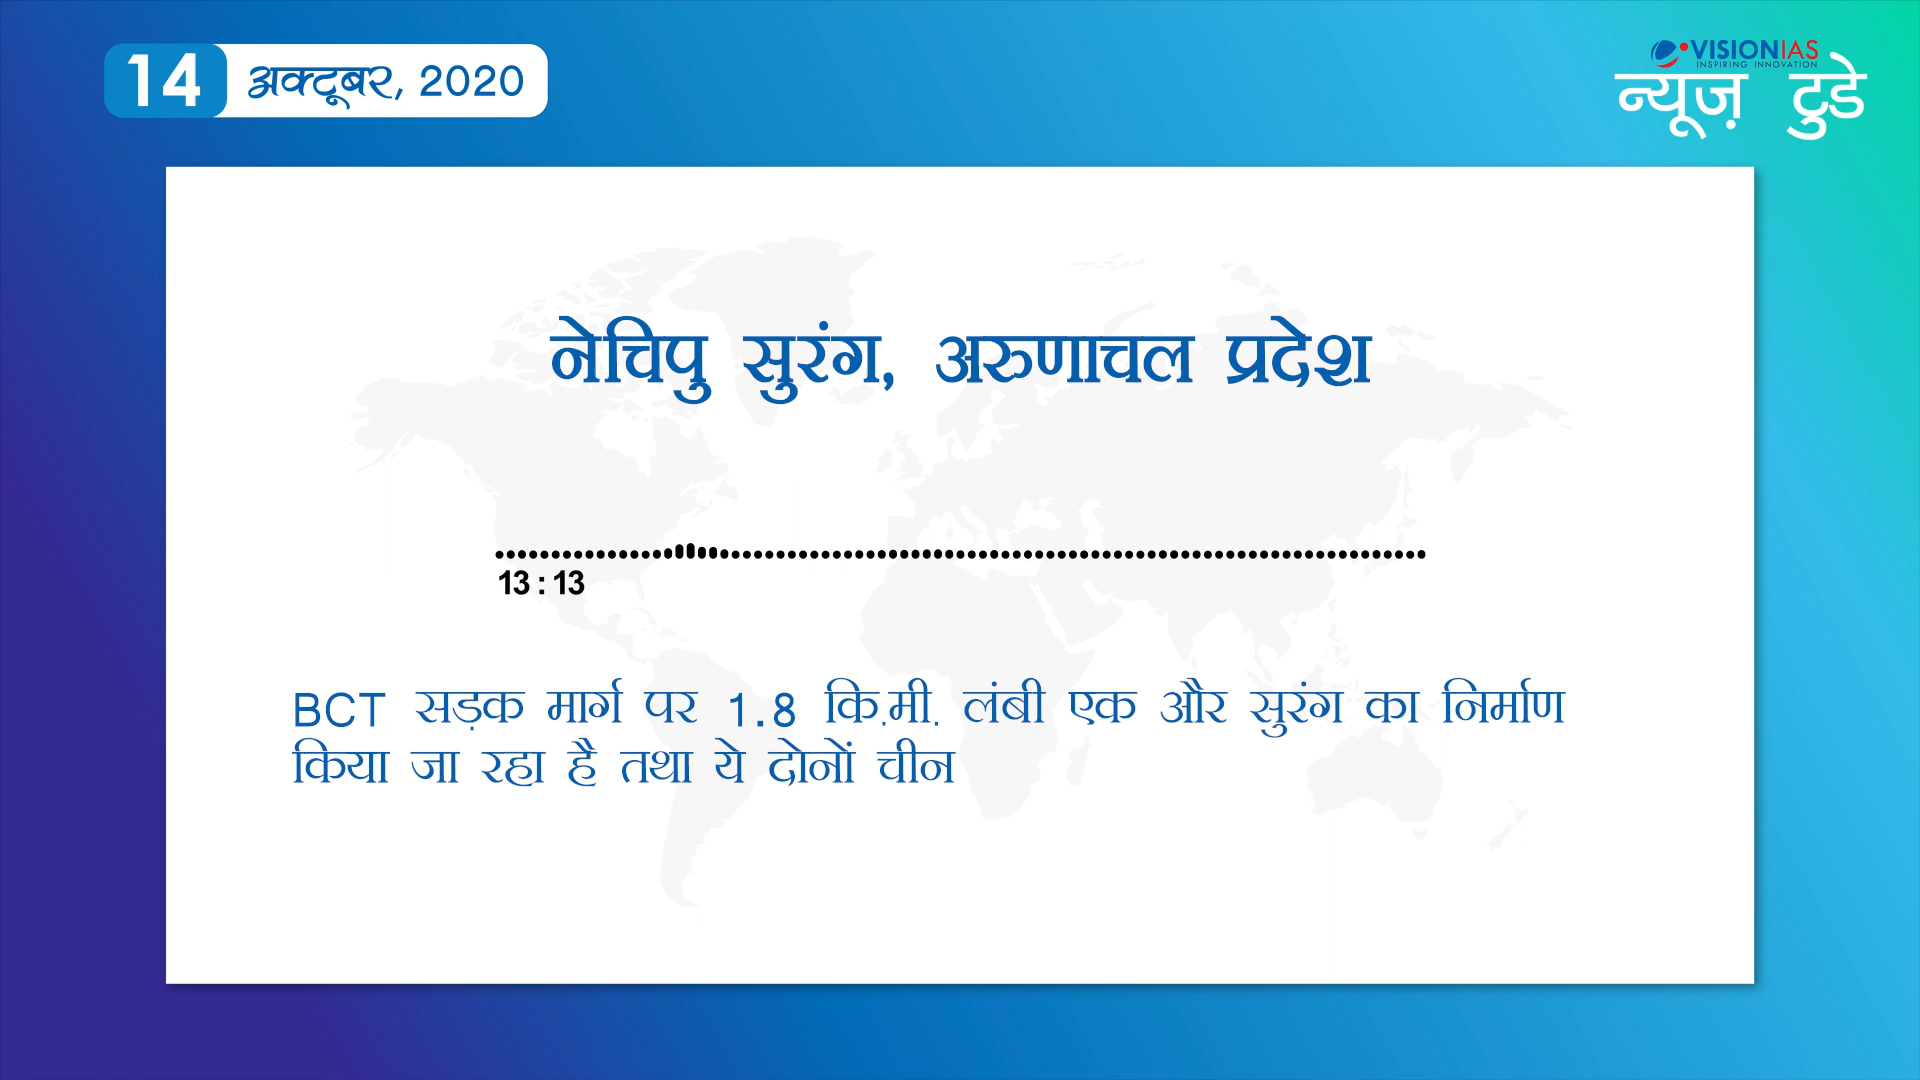 14 अक्टूबर, 2020
VISIONIAS
INSPIRING INNOVATION
न्यूज़ टुडे
नेचिपु सुरंग, अरुणाचल प्रदेश
13 : 13
BCT सड़क मार्ग पर 1.8 कि.मी. लंबी एक और सुरंग का निर्माण
किया जा रहा है तथा ये दोनों चीन